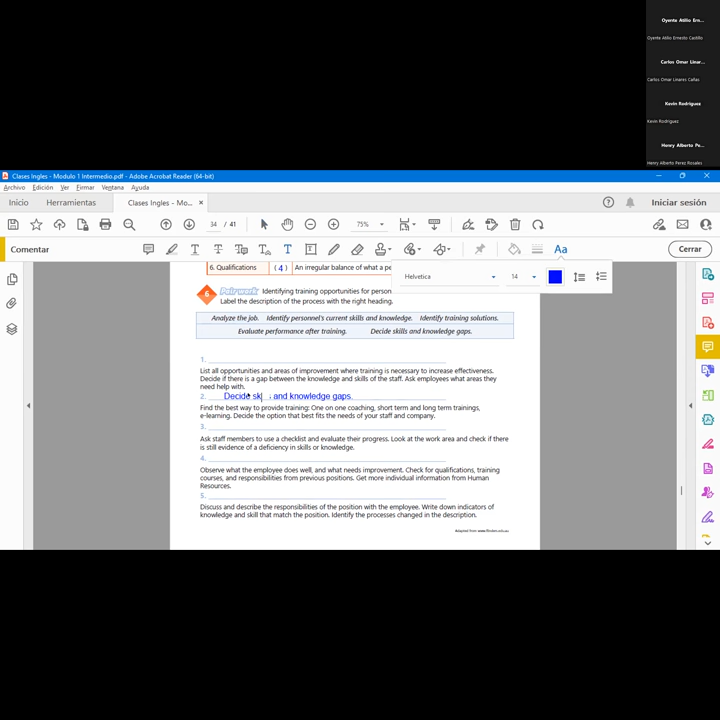 Oyente Atilio Ern...
Oyente Atilio Ernesto Castillo
Carlos Omar Linar...
Carlos Omar Linares Cañas
Kevin Rodriguez
Kevin Rodriguez
Henry Alberto Pe...
Henry Alberto Perez Rosales
Clases Ingles - Modulo 1 Intermedio.pdf - Adobe Acrobat Reader (64-bit)
Archivo Edición Ver Firmar Ventana Ayuda
Inicio Herramientas Clases Ingles - Mo... × Iniciar sesión
34 / 41 75%
Comentar Aa Cerrar
Helvetica 14
6. Qualifications ( 4 ) An irregular balance of what a pe
6 Pair work Identifying training opportunities for person
Label the description of the process with the right heading.
Analyze the job. Identify personnel's current skills and knowledge. Identify training solutions.
Evaluate performance after training. Decide skills and knowledge gaps.
1.
List all opportunities and areas of improvement where training is necessary to increase effectiveness.
Decide if there is a gap between the knowledge and skills of the staff. Ask employees what areas they
need help with.
2. Decide sk and knowledge gaps.
Find the best way to provide training: One on one coaching, short term and long term trainings,
e-learning. Decide the option that best fits the needs of your staff and company.
3.
Ask staff members to use a checklist and evaluate their progress. Look at the work area and check if there
is still evidence of a deficiency in skills or knowledge.
4.
Observe what the employee does well, and what needs improvement. Check for qualifications, training
courses, and responsibilities from previous positions. Get more individual information from Human
Resources.
5.
Discuss and describe the responsibilities of the position with the employee. Write down indicators of
knowledge and skill that match the position. Identify the processes changed in the description.
Adapted from